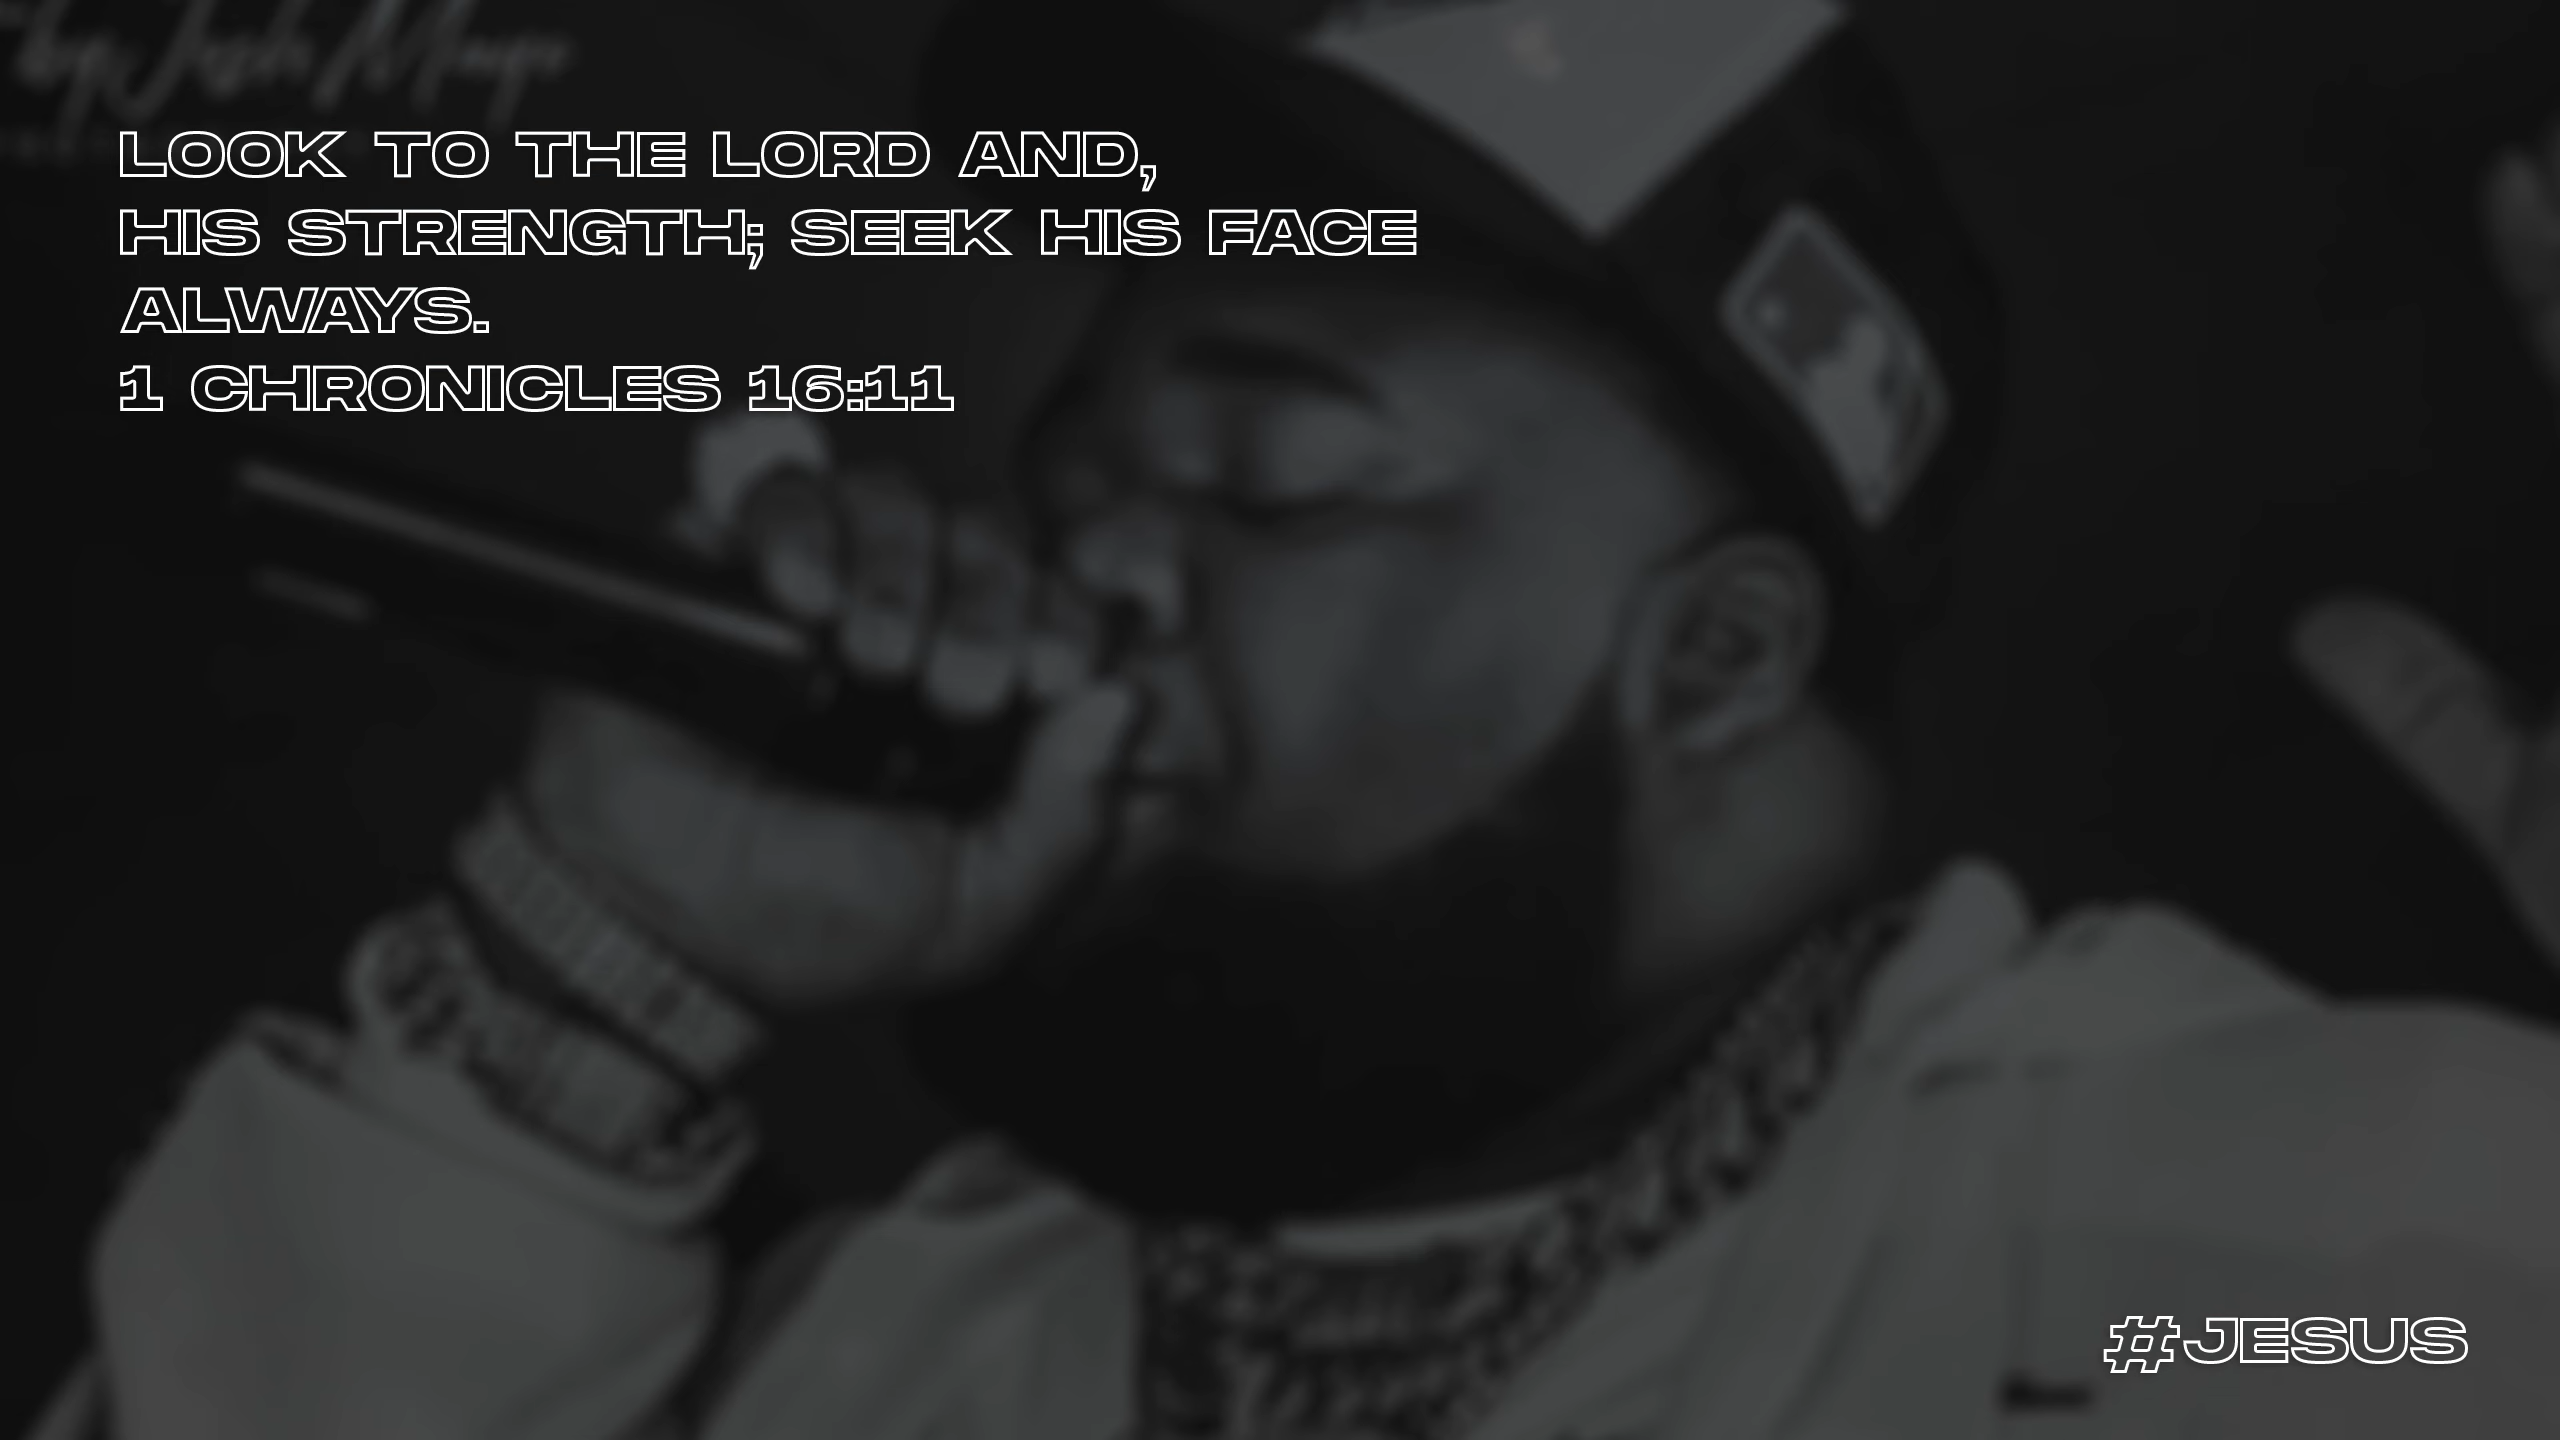 LOOK TO THE LORD AND,
HIS STRENGTH; SEEK HIS FACE
ALWAYS.
1 CHRONICLES 16:11
#JESUS